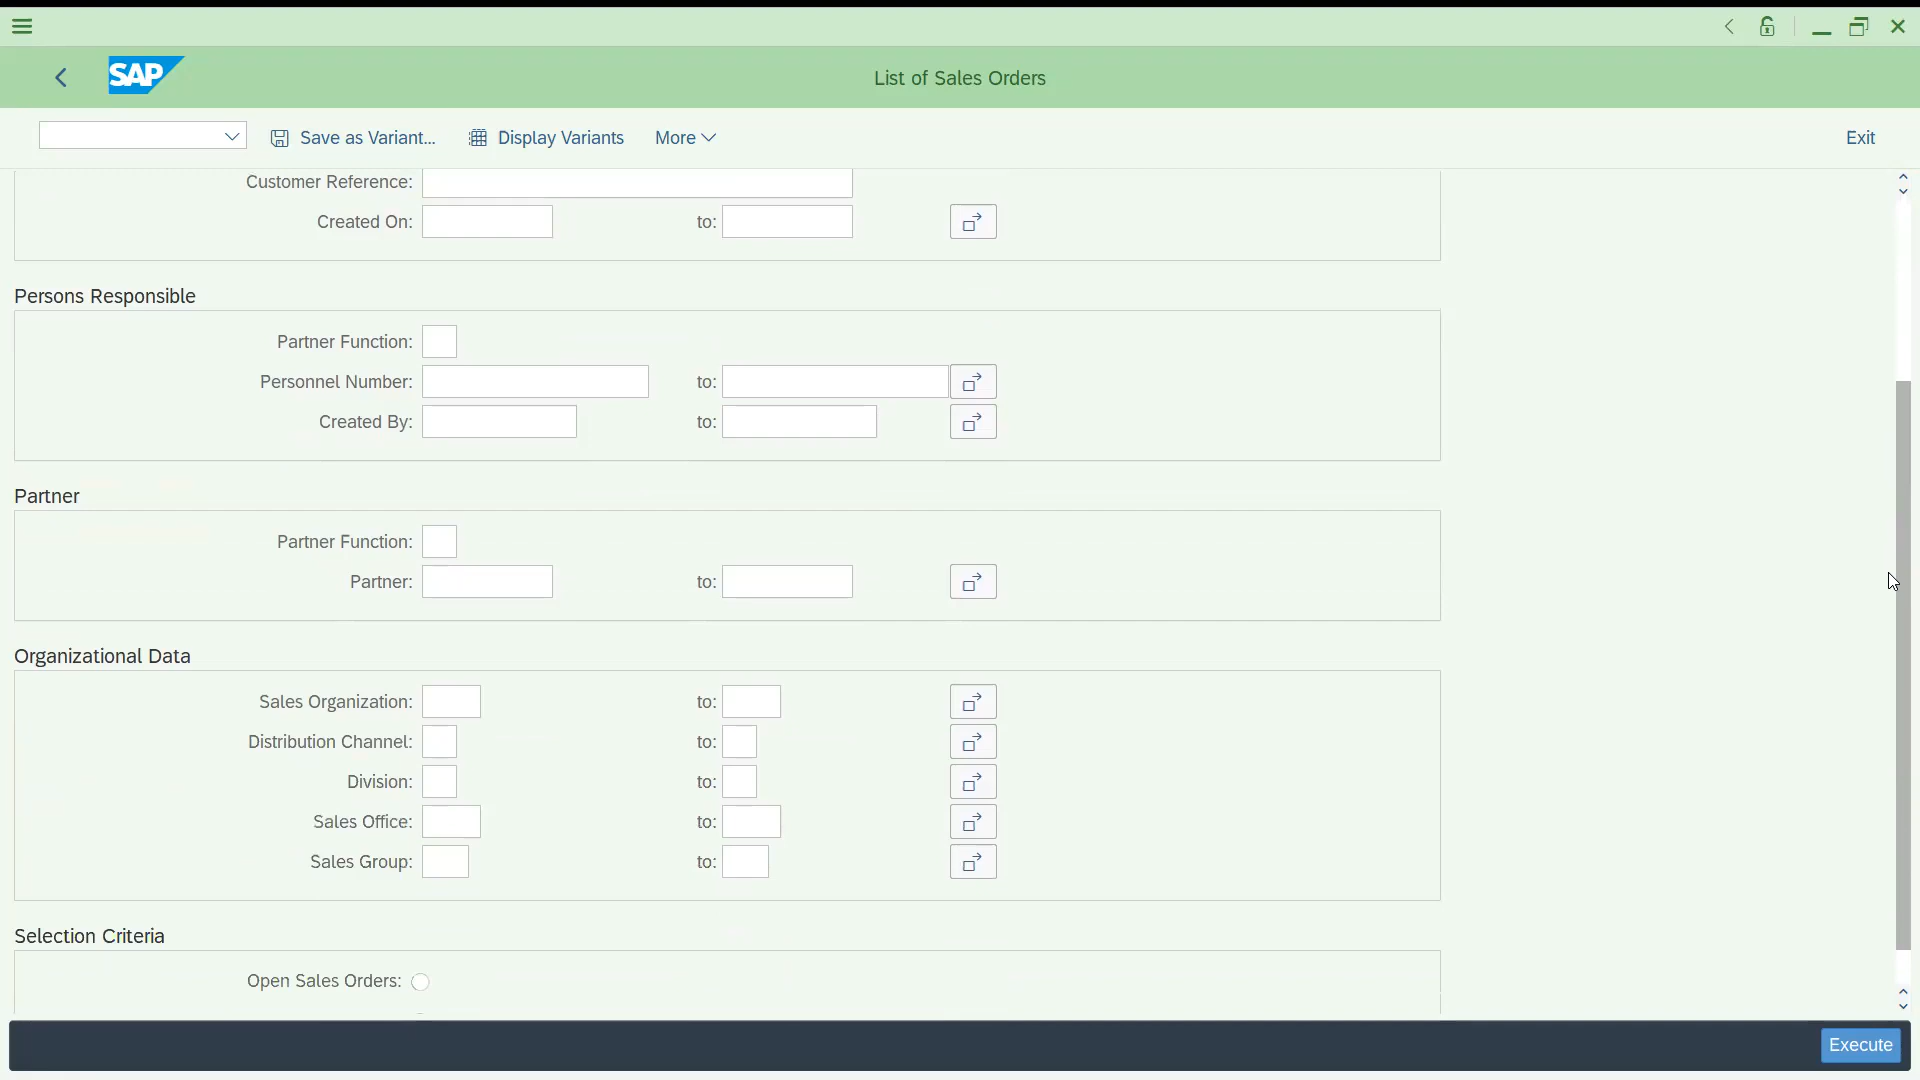 SAP
List of Sales Orders
Save as Variant...
Display Variants
More
Exit
Customer Reference:
Created On: to:
Persons Responsible
Partner Function:
Personnel Number: to:
Created By: to:
Partner
Partner Function:
Partner: to:
Organizational Data
Sales Organization: to:
Distribution Channel: to:
Division: to:
Sales Office: to:
Sales Group: to:
Selection Criteria
Open Sales Orders:
Execute